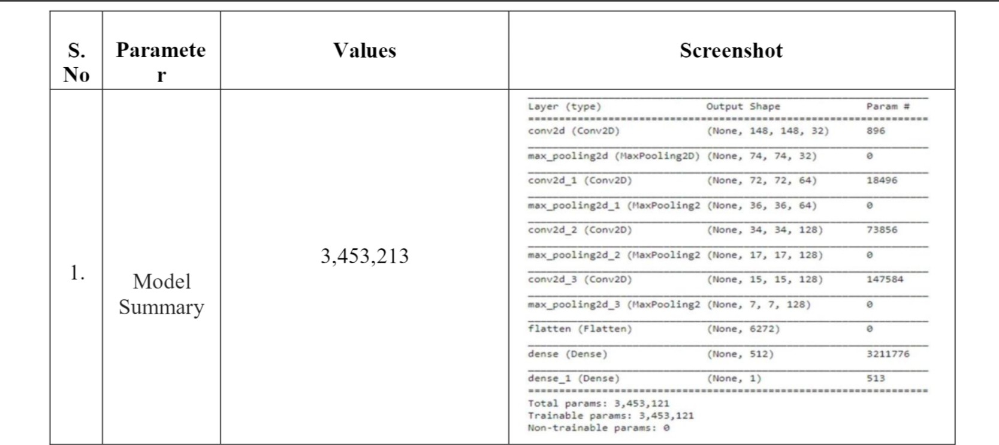 S. No
Paramete
r
Values
Screenshot
1.
Model
Summary
3,453,213
Layer (type) Output Shape Param #
conv2d (Conv2D) (None, 148, 148, 32) 896
max_pooling2d (MaxPooling2D) (None, 74, 74, 32) 0
conv2d_1 (Conv2D) (None, 72, 72, 64) 18496
max_pooling2d_1 (MaxPooling2 (None, 36, 36, 64) 0
conv2d_2 (Conv2D) (None, 34, 34, 128) 73856
max_pooling2d_2 (MaxPooling2 (None, 17, 17, 128) 0
conv2d_3 (Conv2D) (None, 15, 15, 128) 147584
max_pooling2d_3 (MaxPooling2 (None, 7, 7, 128) 0
flatten (Flatten) (None, 6272) 0
dense (Dense) (None, 512) 3211776
dense_1 (Dense) (None, 1) 513
Total params: 3,453,121
Trainable params: 3,453,121
Non-trainable params: 0